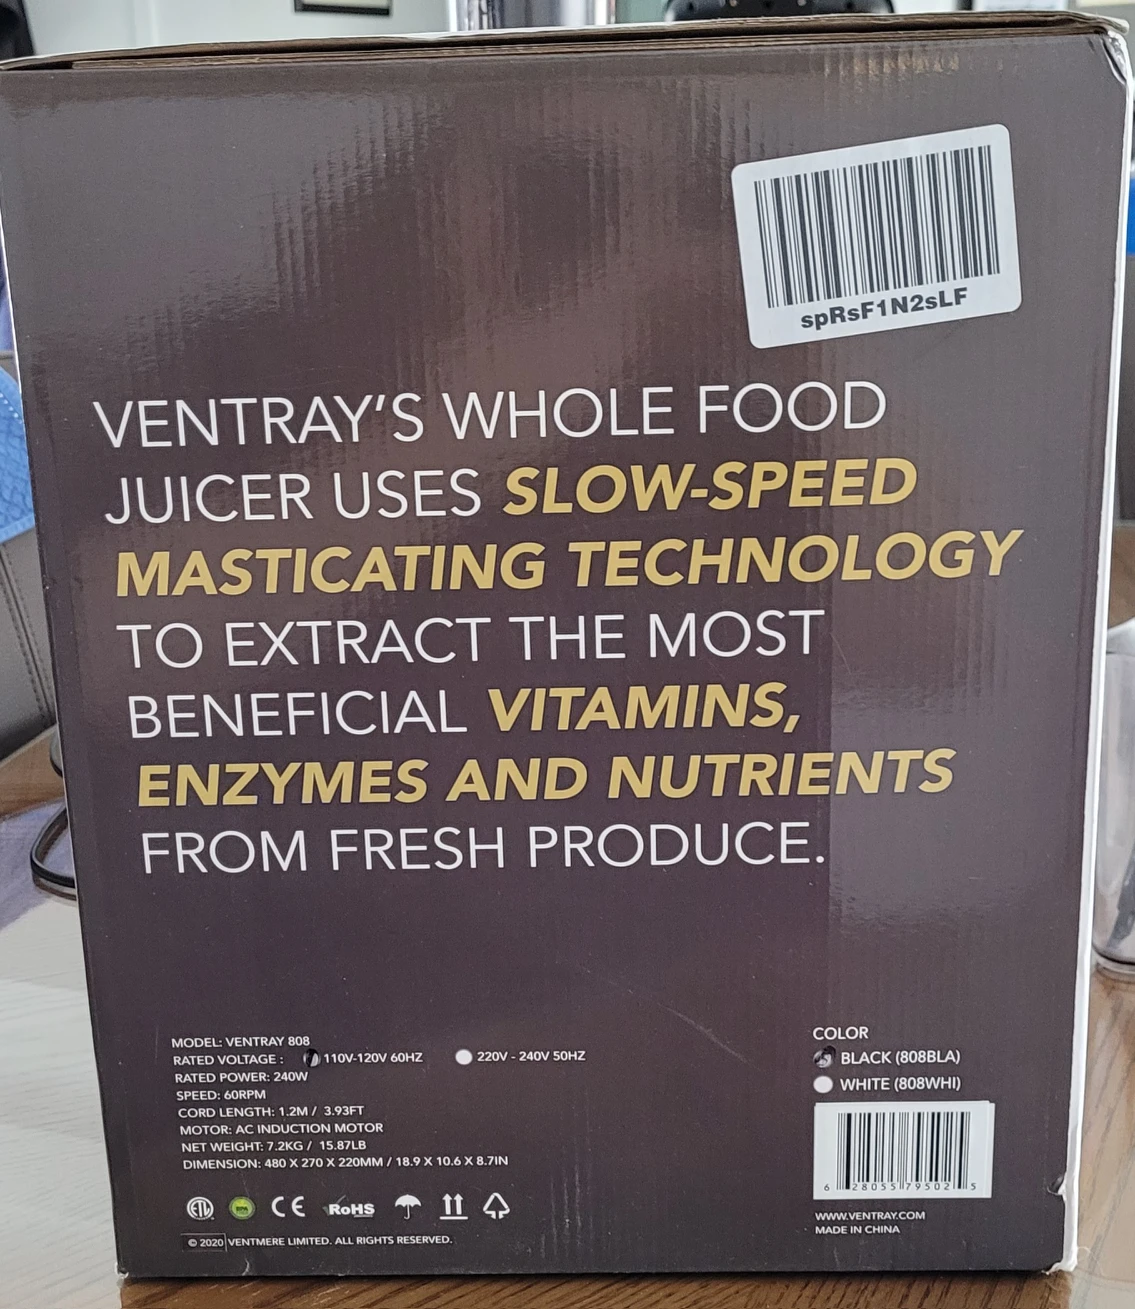 spRsF1N2sLF
VENTRAY'S WHOLE FOOD
JUICER USES SLOW-SPEED
MASTICATING TECHNOLOGY
TO EXTRACT THE MOST
BENEFICIAL VITAMINS,
ENZYMES AND NUTRIENTS
FROM FRESH PRODUCE.
MODEL: VENTRAY 808
RATED VOLTAGE : 110V-120V 60HZ 220V - 240V 50HZ
RATED POWER: 240W
SPEED: 60RPM
CORD LENGTH: 1.2M / 3.93FT
MOTOR: AC INDUCTION MOTOR
NET WEIGHT: 7.2KG / 15.87LB
DIMENSION: 480 X 270 X 220MM / 18.9 X 10.6 X 8.7IN
ETL CE RoHS
© 2020 VENTMERE LIMITED. ALL RIGHTS RESERVED.
COLOR
BLACK (808BLA)
WHITE (808WHI)
6 28055 79502 5
WWW.VENTRAY.COM
MADE IN CHINA